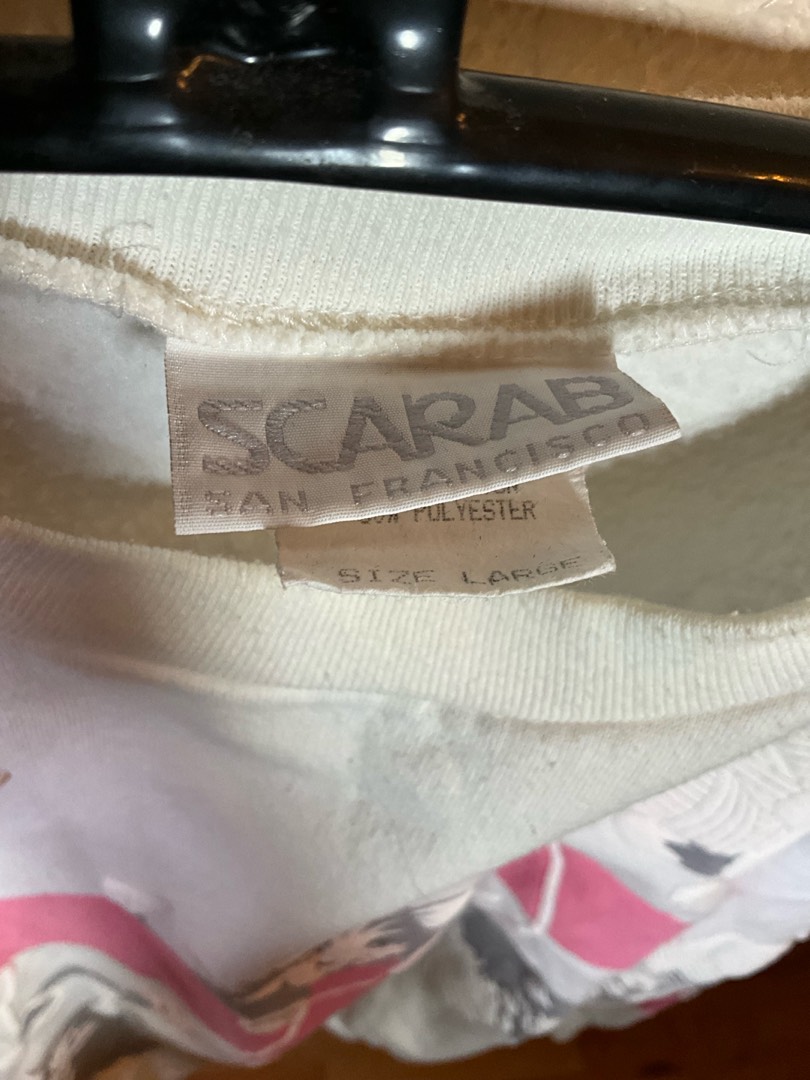 SCARAB
SAN FRANCISCO
POLYESTER
SIZE LARGE